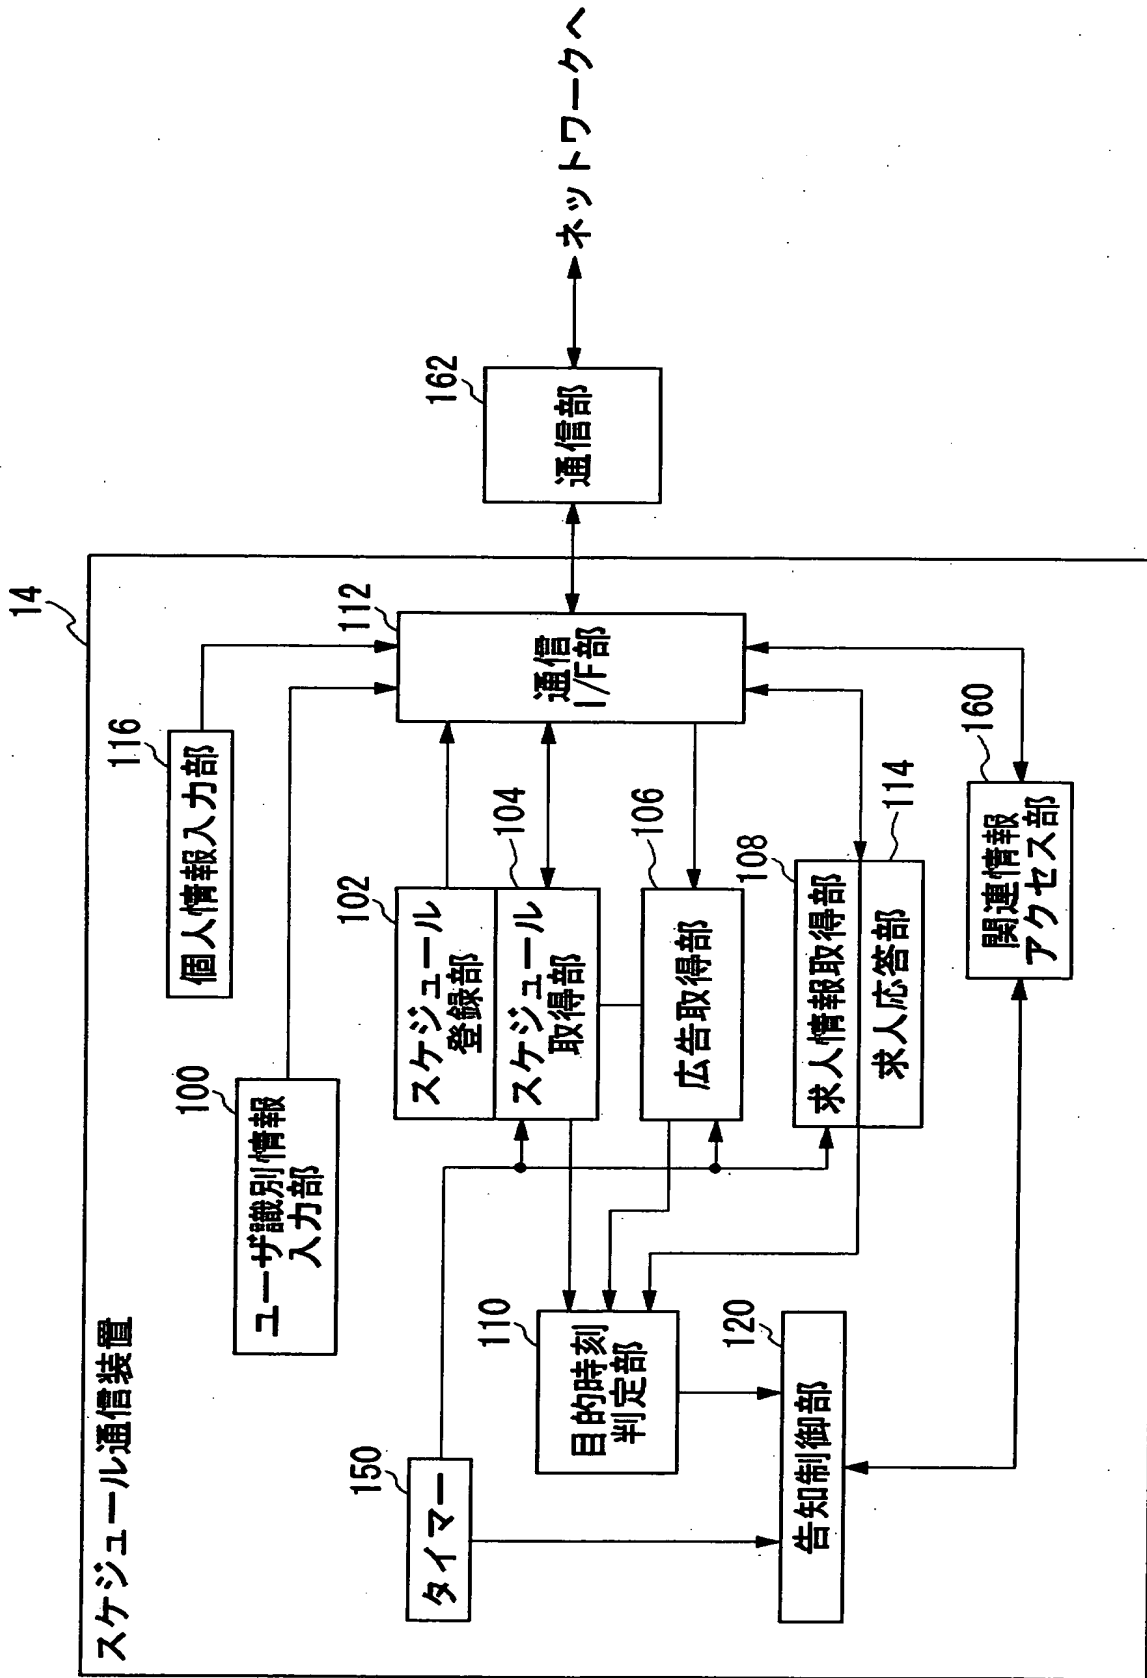 スケジュール通信装置
14
116
個人情報入力部
100
ユーザ識別情報
入力部
102
スケジュール
登録部
104
スケジュール
取得部
106
広告取得部
108
求人情報取得部
求人応答部
114
112
通信
I/F部
162
通信部
ネットワークへ
110
目的時刻
判定部
150
タイマー
120
告知制御部
160
関連情報
アクセス部